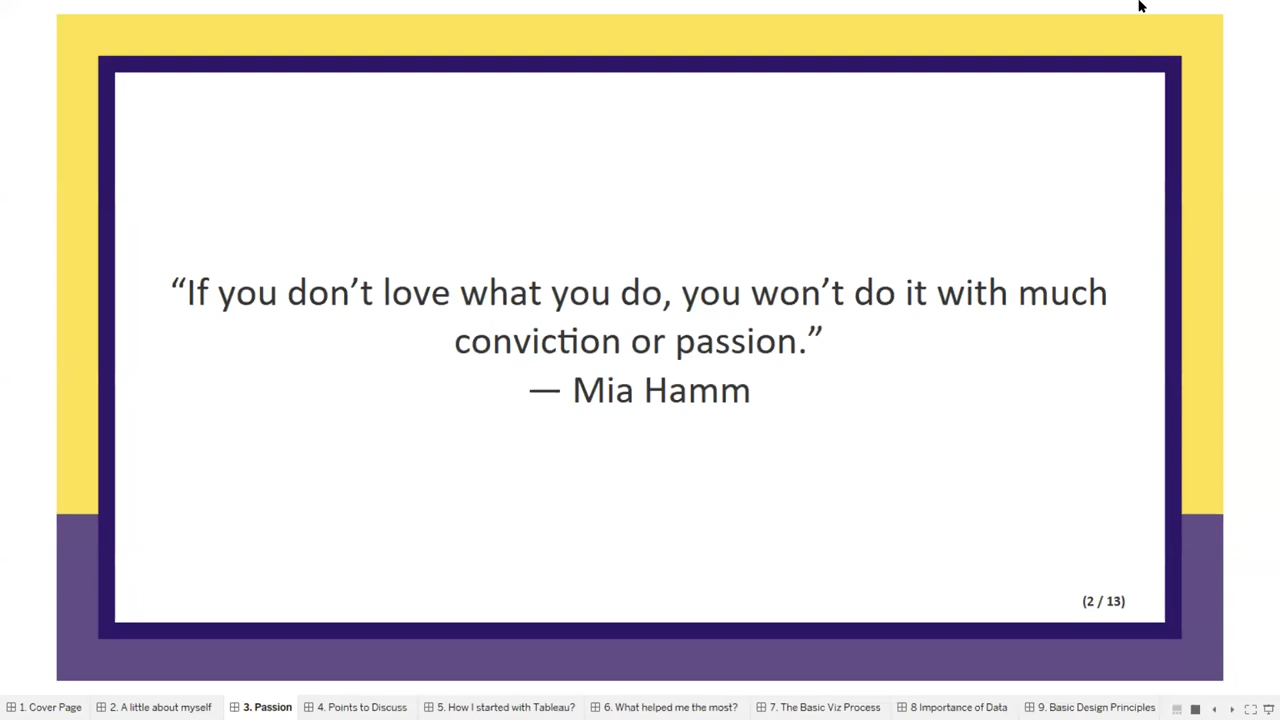 “If you don’t love what you do, you won’t do it with much
conviction or passion.”
— Mia Hamm
(2 / 13)
1. Cover Page
2. A little about myself
3. Passion
4. Points to Discuss
5. How I started with Tableau?
6. What helped me the most?
7. The Basic Viz Process
8 Importance of Data
9. Basic Design Principles